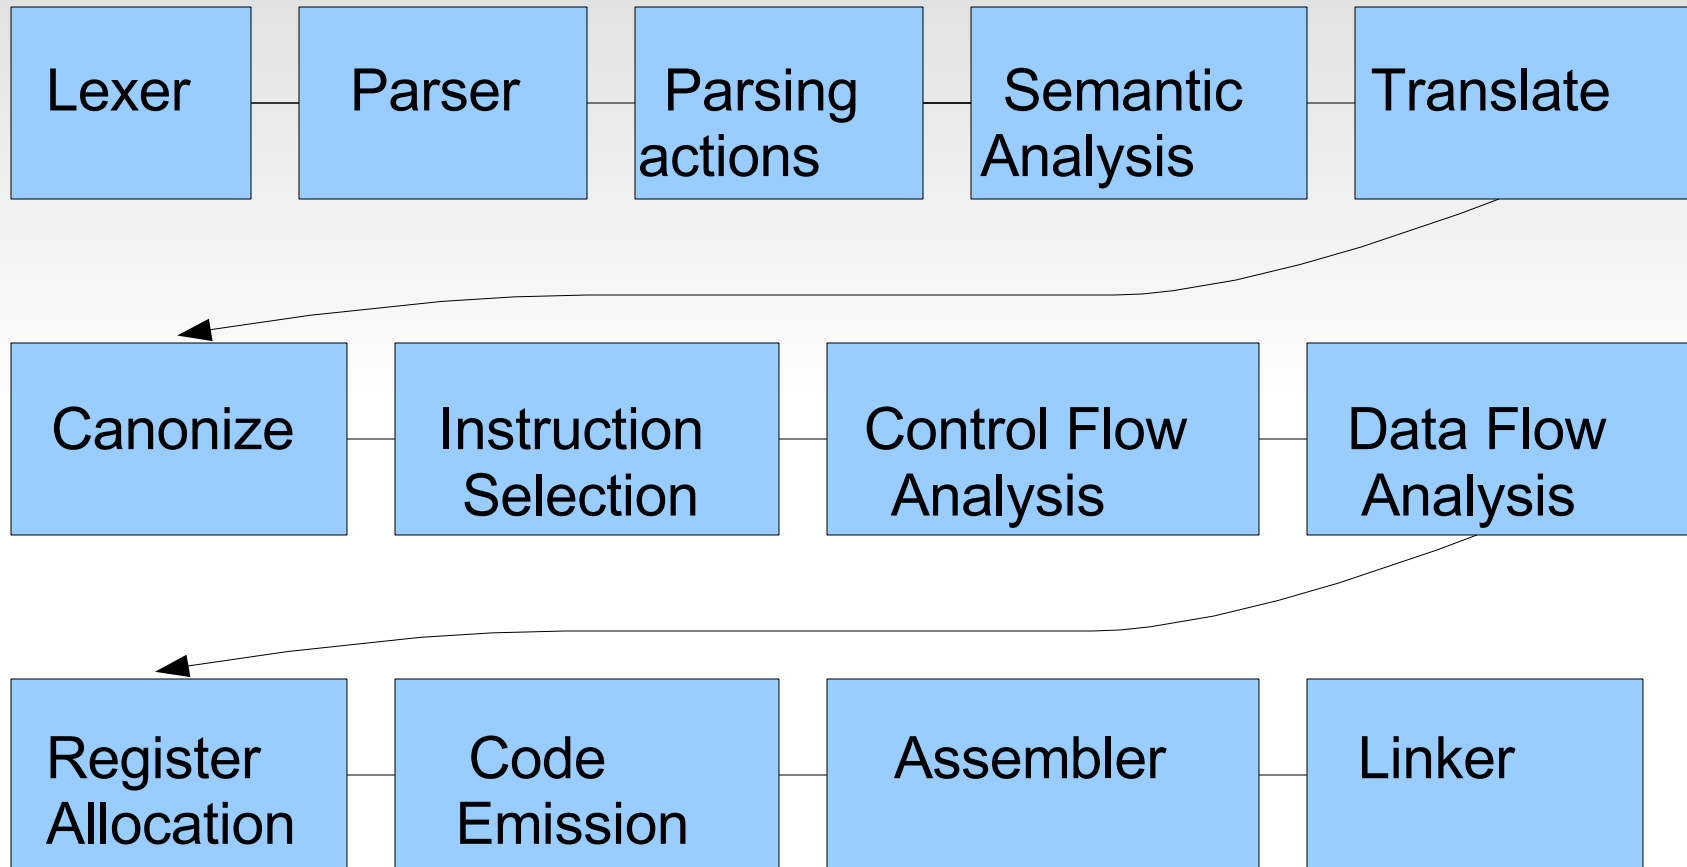 Lexer
Parser
Parsing
actions
Semantic
Analysis
Translate
Canonize
Instruction
Selection
Control Flow
Analysis
Data Flow
Analysis
Register
Allocation
Code
Emission
Assembler
Linker